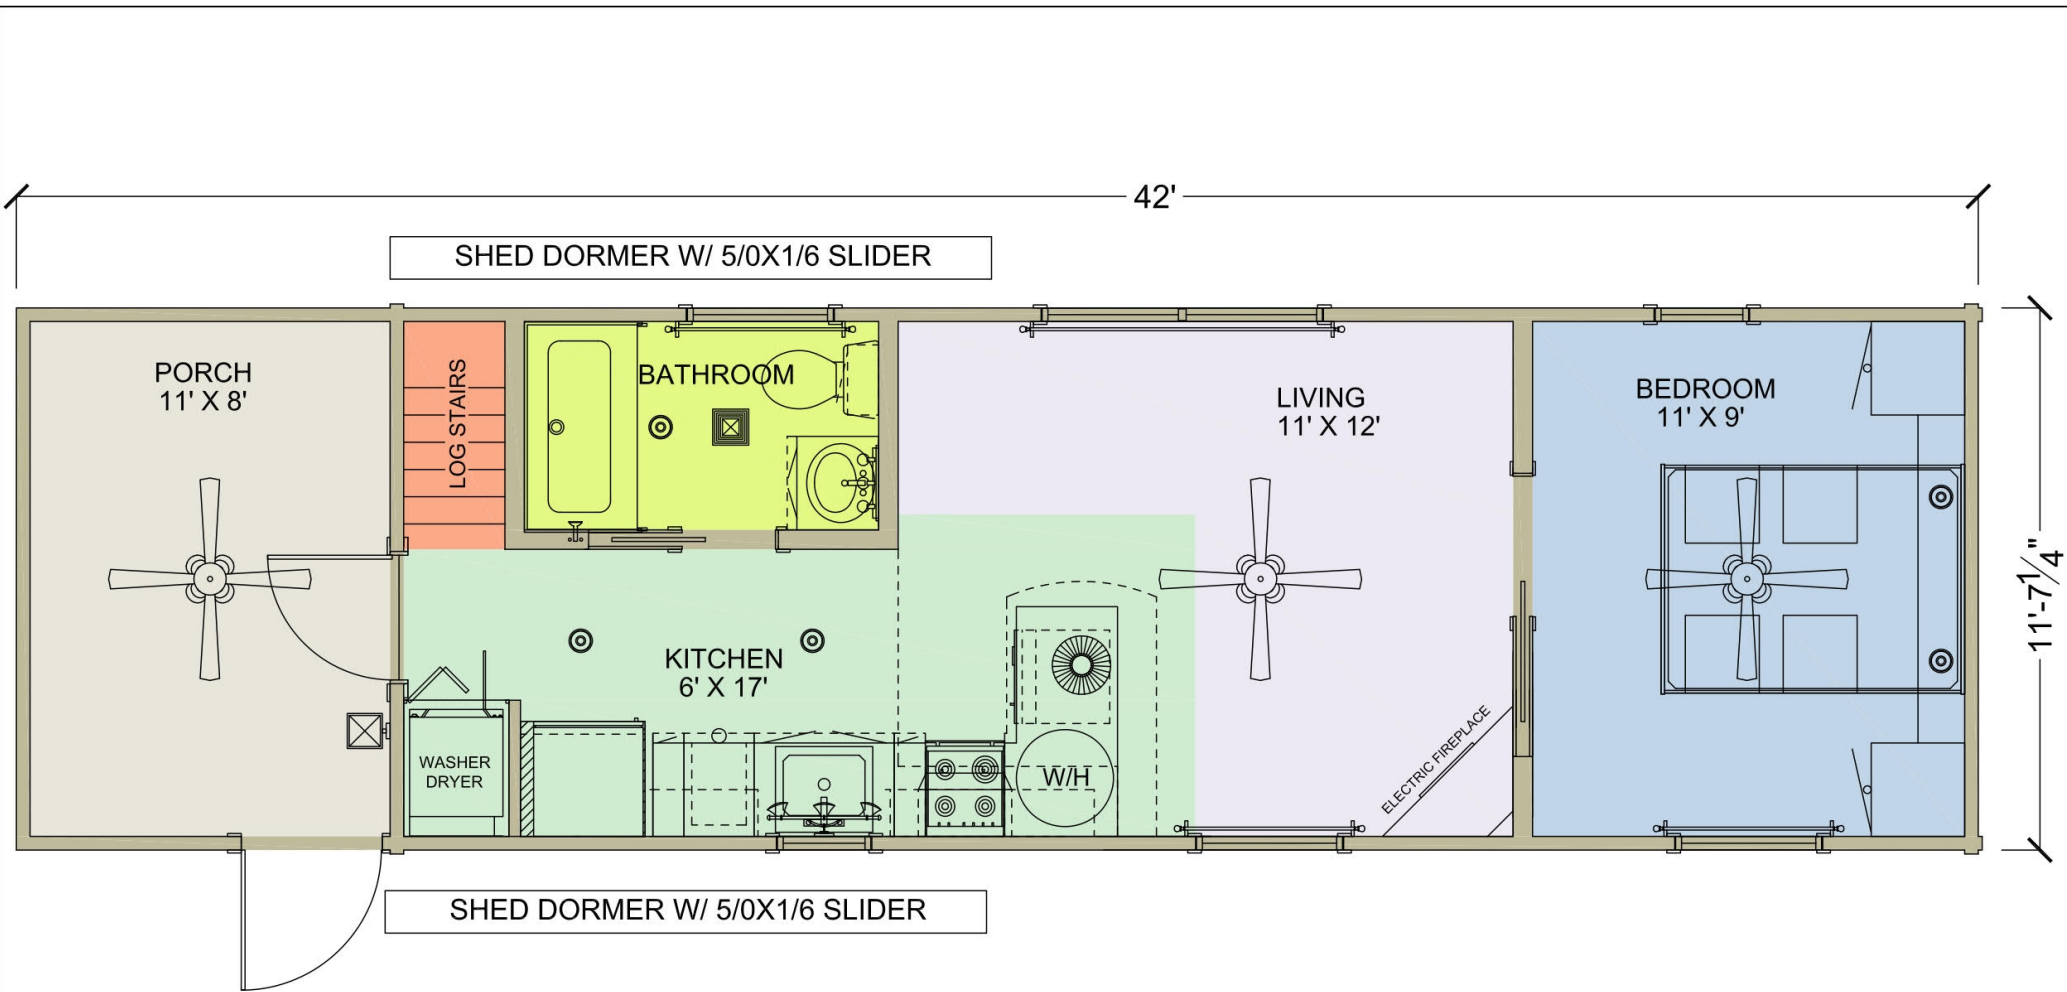 42'
SHED DORMER W/ 5/0X1/6 SLIDER
PORCH
11' X 8'
LOG STAIRS
BATHROOM
LIVING
11' X 12'
BEDROOM
11' X 9'
11'-7 1/4"
KITCHEN
6' X 17'
WASHER
DRYER
W/H
ELECTRIC FIREPLACE
SHED DORMER W/ 5/0X1/6 SLIDER